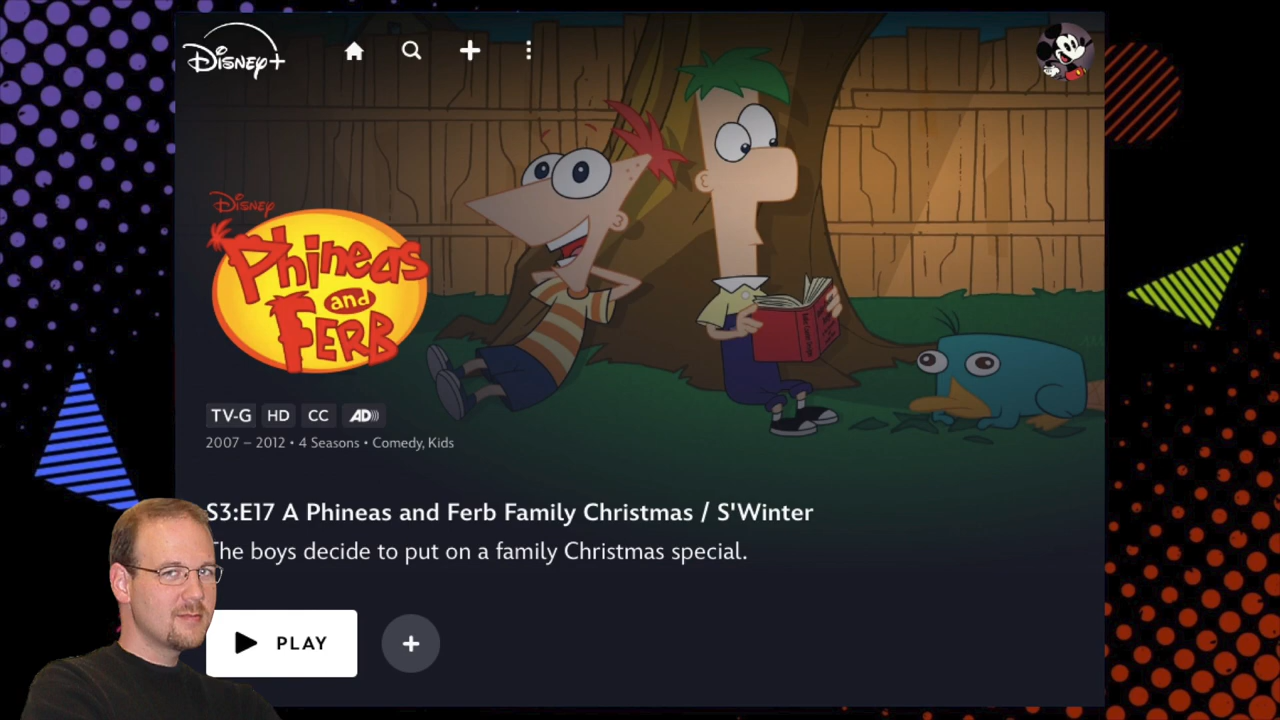 Disney+
Disney
Phineas
and
Ferb
TV-G HD CC AD
2007 – 2012 • 4 Seasons • Comedy, Kids
S3:E17 A Phineas and Ferb Family Christmas / S'Winter
The boys decide to put on a family Christmas special.
PLAY